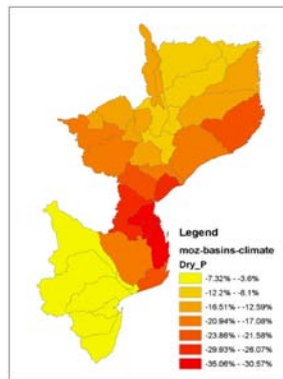 Legend
moz-basins-climate
Dry_P
-7.32% - -3.6%
-12.2% - -8.1%
-16.51% - -12.59%
-20.94% - -17.08%
-23.86% - -21.58%
-29.83% - -26.07%
-35.06% - -30.57%